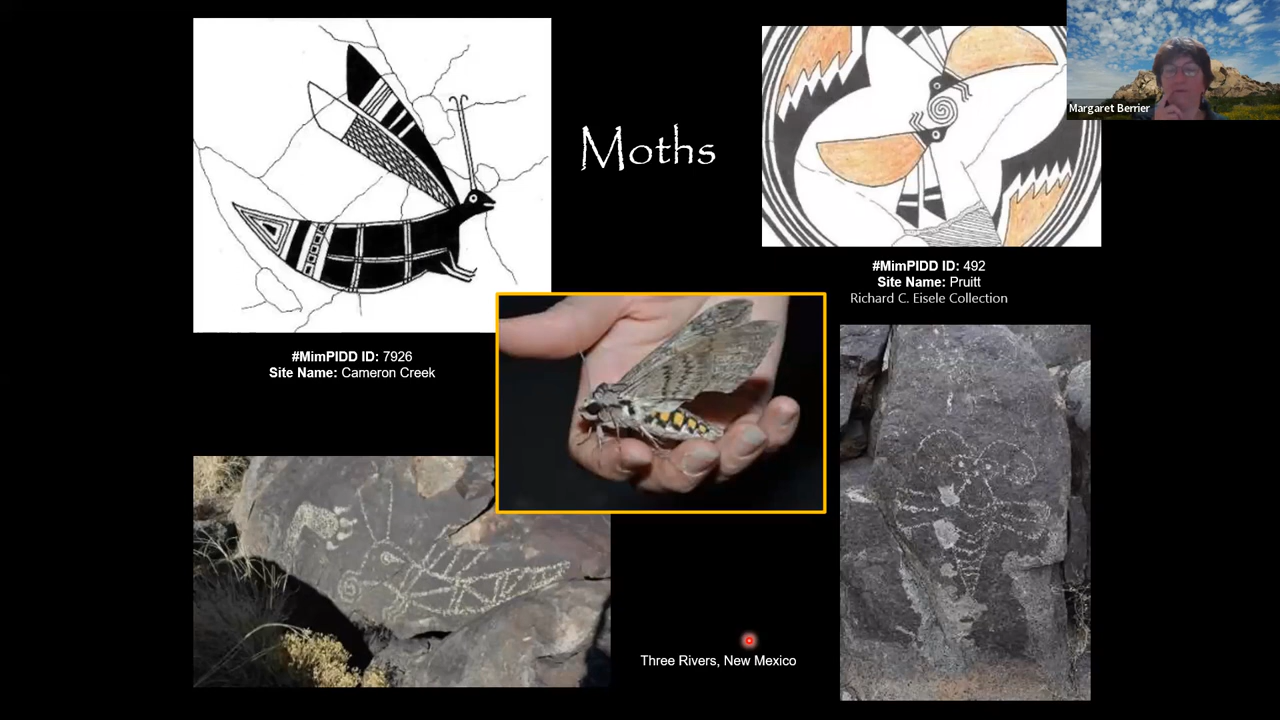 Moths
Margaret Berrier
#MimPIDD ID: 492
Site Name: Pruitt
Richard C. Eisele Collection
#MimPIDD ID: 7926
Site Name: Cameron Creek
Three Rivers, New Mexico